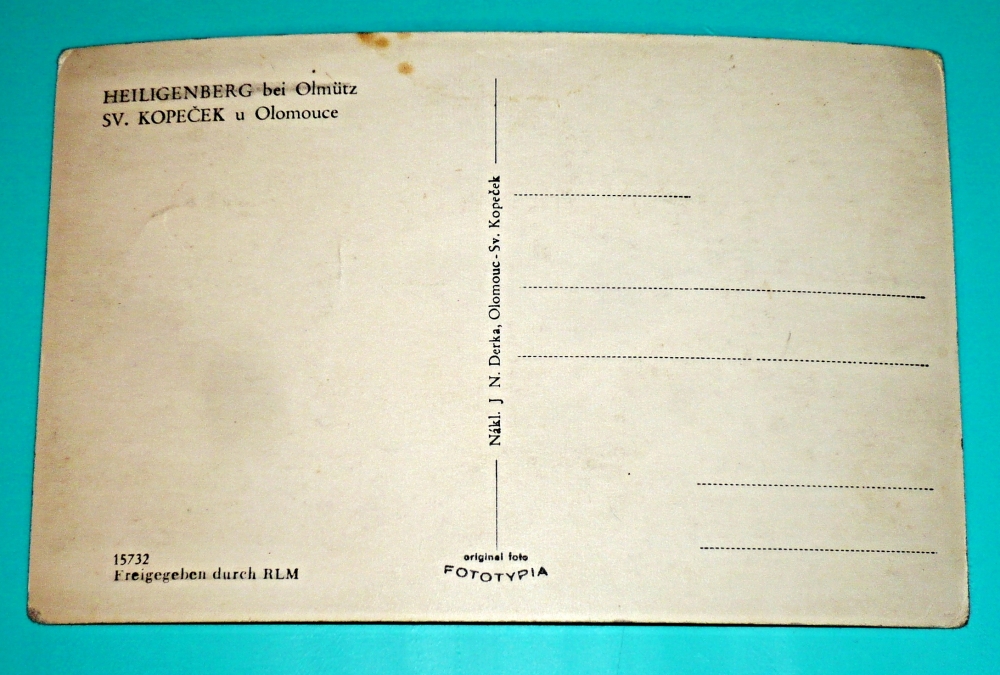 HEILIGENBERG bei Olmütz
SV. KOPEČEK u Olomouce
Nákl. J N. Derka, Olomouc-Sv. Kopeček
15732
Freigegeben durch RLM
original foto
FOTOTYPIA